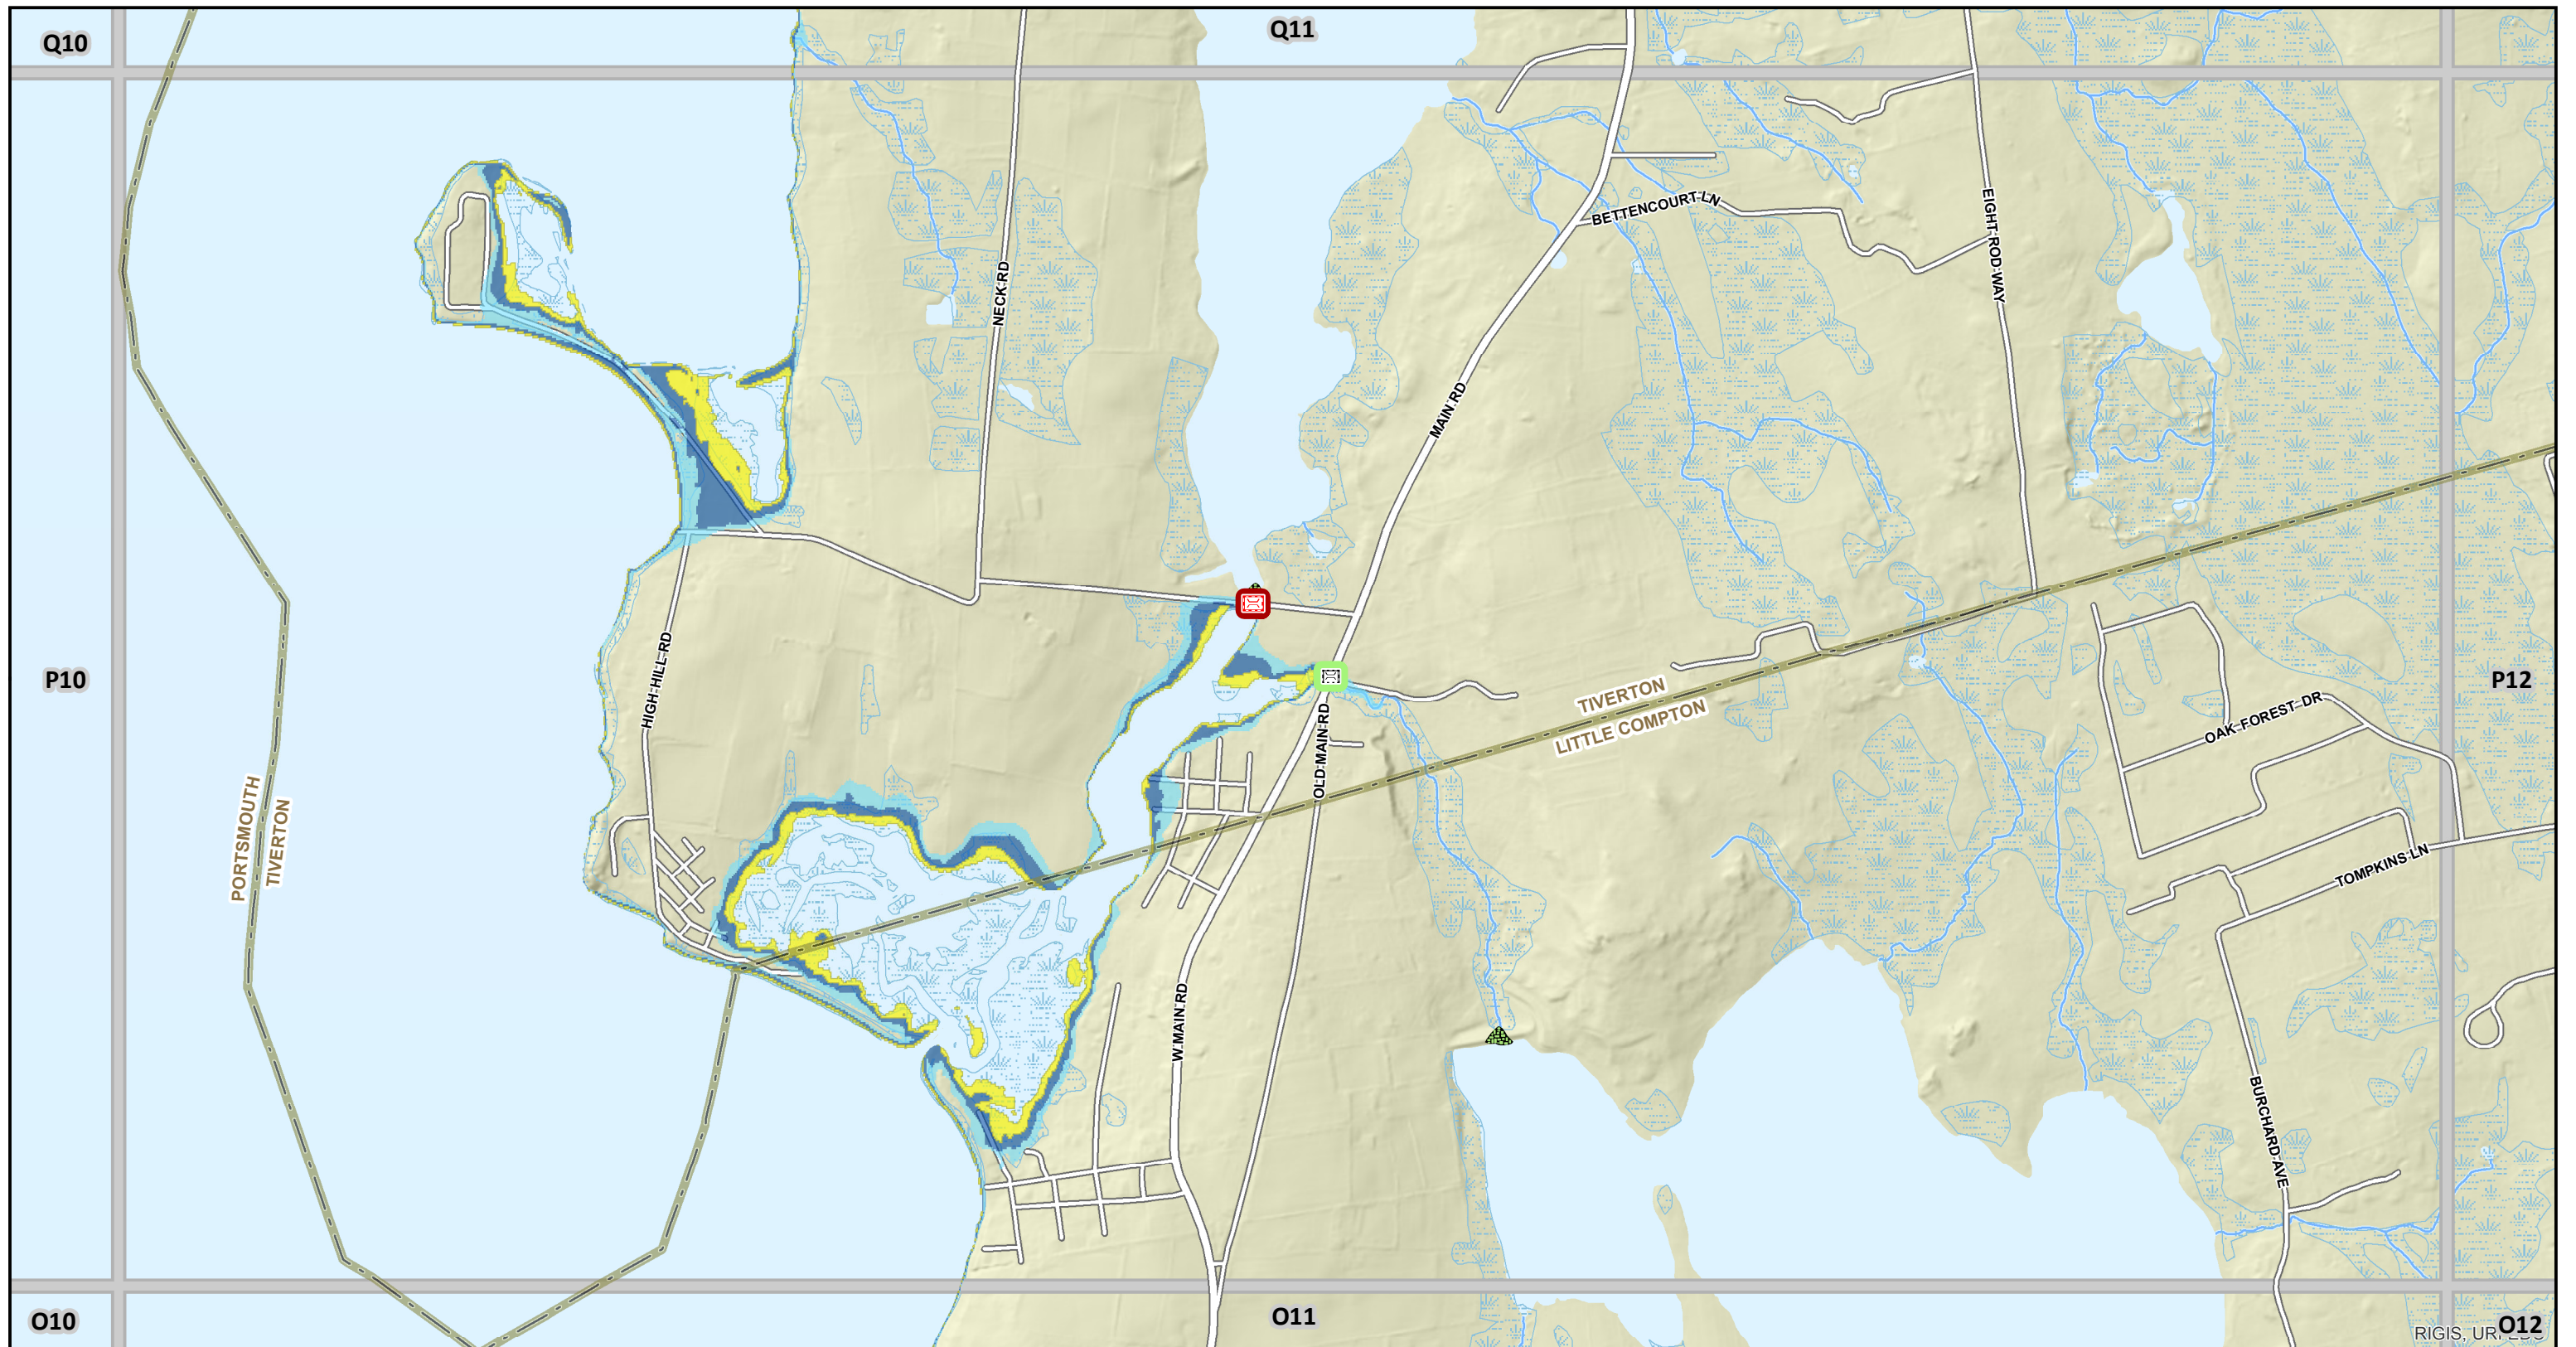 Q10
Q11
BETTENCOURT LN
EIGHT ROD WAY
NECK RD
MAIN RD
HIGH HILL RD
P10
P12
TIVERTON
LITTLE COMPTON
OLD MAIN RD
OAK FOREST DR
PORTSMOUTH
TIVERTON
TOMPKINS LN
W MAIN RD
BURCHARD AVE
O10
O11
O12
RIGIS,